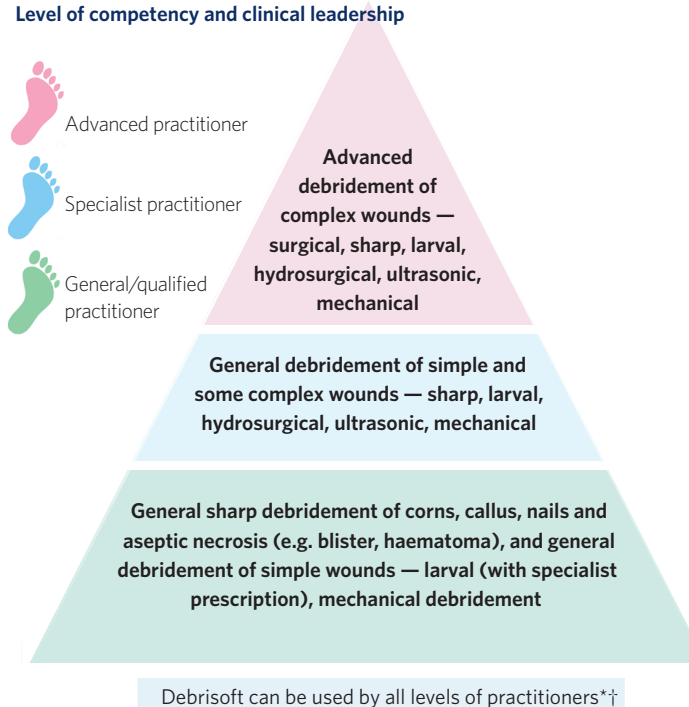 Level of competency and clinical leadership
Advanced practitioner
Specialist practitioner
General/qualified
practitioner
Advanced
debridement of
complex wounds —
surgical, sharp, larval,
hydrosurgical, ultrasonic,
mechanical
General debridement of simple and
some complex wounds — sharp, larval,
hydrosurgical, ultrasonic, mechanical
General sharp debridement of corns, callus, nails and
aseptic necrosis (e.g. blister, haematoma), and general
debridement of simple wounds — larval (with specialist
prescription), mechanical debridement
Debrisoft can be used by all levels of practitioners*†